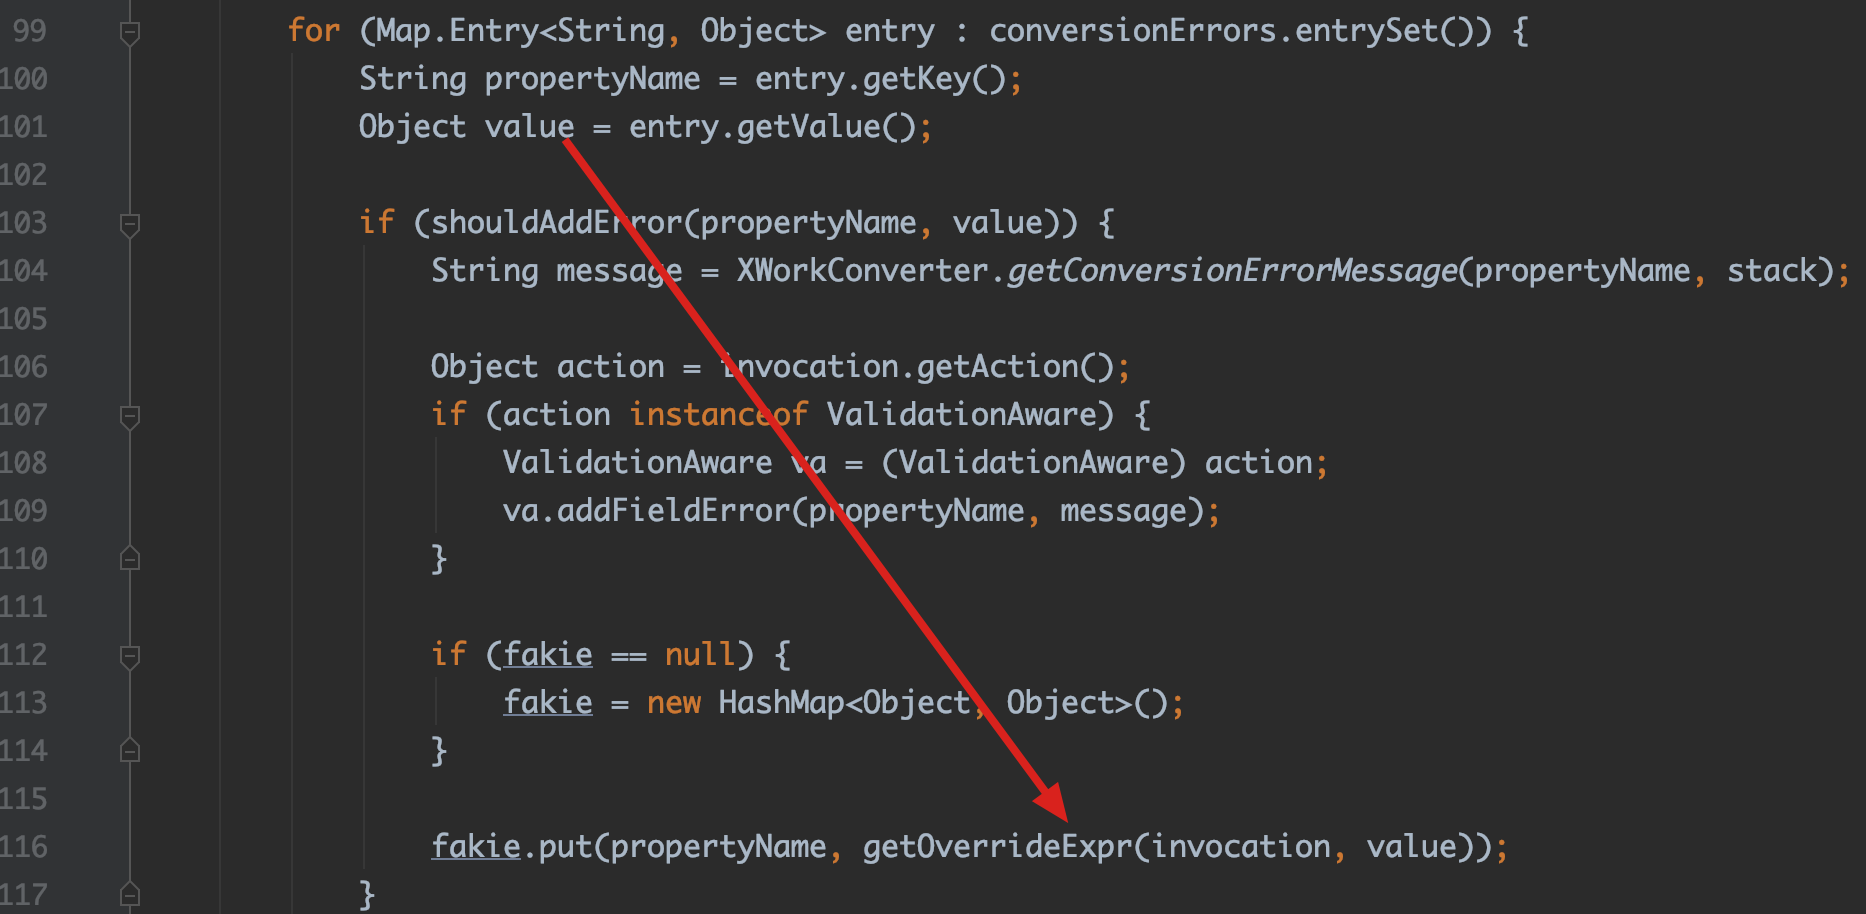 99 for (Map.Entry<String, Object> entry : conversionErrors.entrySet()) {
100 String propertyName = entry.getKey();
101 Object value = entry.getValue();
102
103 if (shouldAddError(propertyName, value)) {
104 String message = XWorkConverter.getConversionErrorMessage(propertyName, stack);
105
106 Object action = invocation.getAction();
107 if (action instanceof ValidationAware) {
108 ValidationAware va = (ValidationAware) action;
109 va.addFieldError(propertyName, message);
110 }
111
112 if (fakie == null) {
113 fakie = new HashMap<Object, Object>();
114 }
115
116 fakie.put(propertyName, getOverrideExpr(invocation, value));
117 }